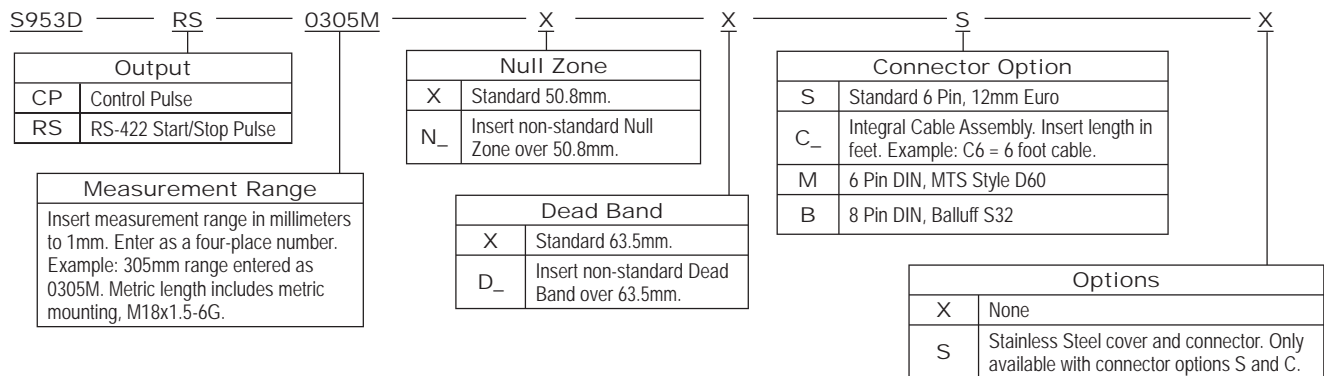 S953D RS 0305M X X S X
Output
CP Control Pulse
RS RS-422 Start/Stop Pulse
Measurement Range
Insert measurement range in millimeters
to 1mm. Enter as a four-place number.
Example: 305mm range entered as
0305M. Metric length includes metric
mounting, M18x1.5-6G.
Null Zone
X Standard 50.8mm.
N_ Insert non-standard Null
Zone over 50.8mm.
Dead Band
X Standard 63.5mm.
D_ Insert non-standard Dead
Band over 63.5mm.
Connector Option
S Standard 6 Pin, 12mm Euro
C_ Integral Cable Assembly. Insert length in
feet. Example: C6 = 6 foot cable.
M 6 Pin DIN, MTS Style D60
B 8 Pin DIN, Balluff S32
Options
X None
S Stainless Steel cover and connector. Only
available with connector options S and C.